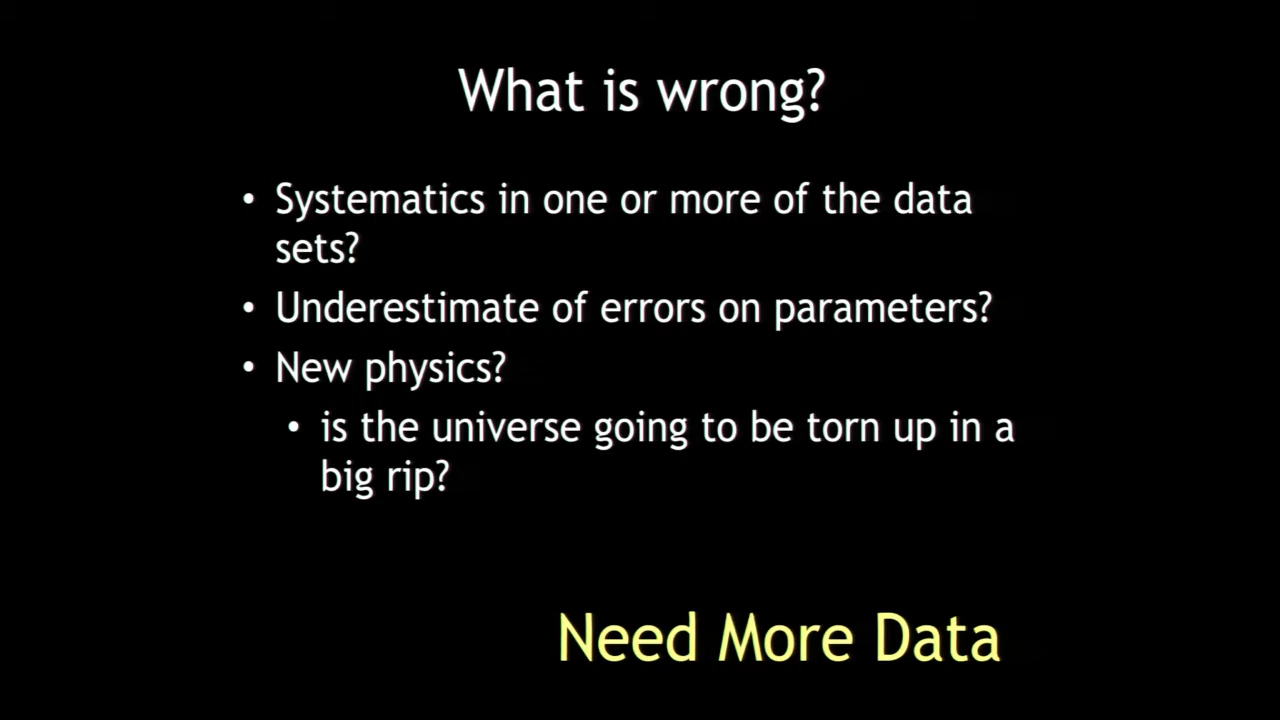 What is wrong?
• Systematics in one or more of the data
sets?
• Underestimate of errors on parameters?
• New physics?
• is the universe going to be torn up in a
big rip?
Need More Data